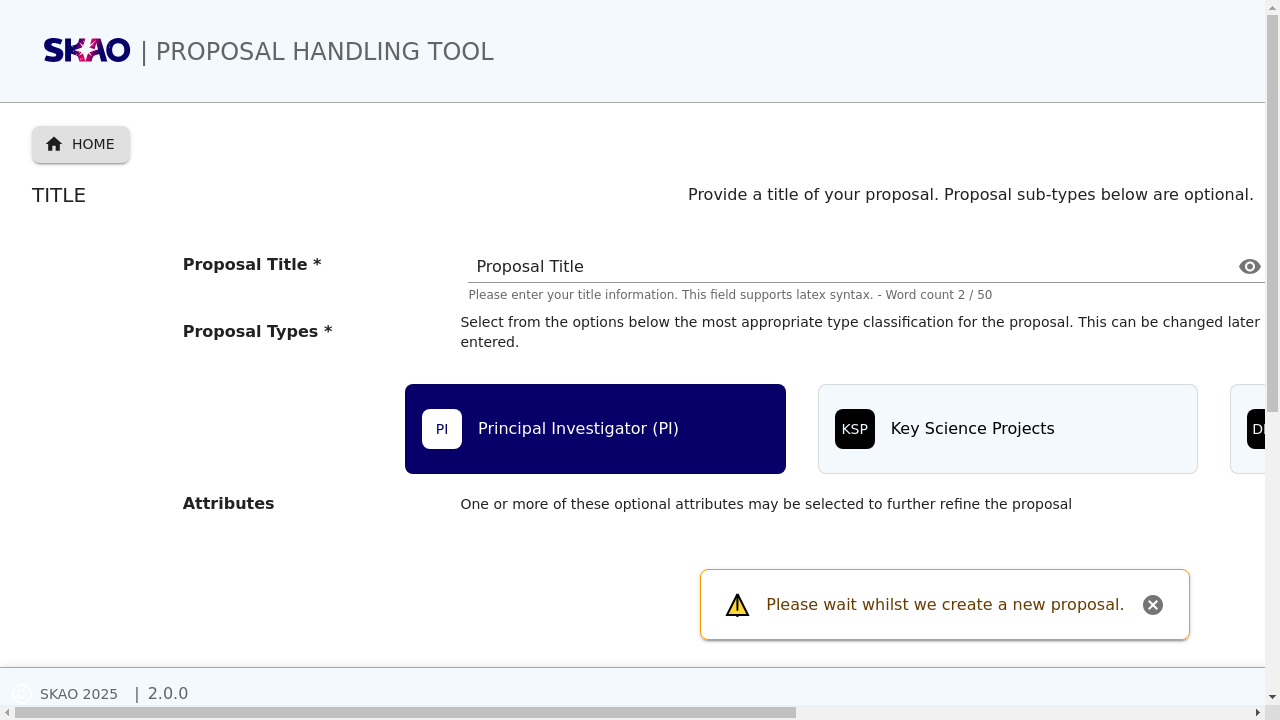 SKAO | PROPOSAL HANDLING TOOL
HOME
TITLE
Provide a title of your proposal. Proposal sub-types below are optional.
Proposal Title *
Proposal Title
Please enter your title information. This field supports latex syntax. - Word count 2 / 50
Proposal Types *
Select from the options below the most appropriate type classification for the proposal. This can be changed later
entered.
PI Principal Investigator (PI)
KSP Key Science Projects
Attributes
One or more of these optional attributes may be selected to further refine the proposal
Please wait whilst we create a new proposal.
© SKAO 2025 | 2.0.0